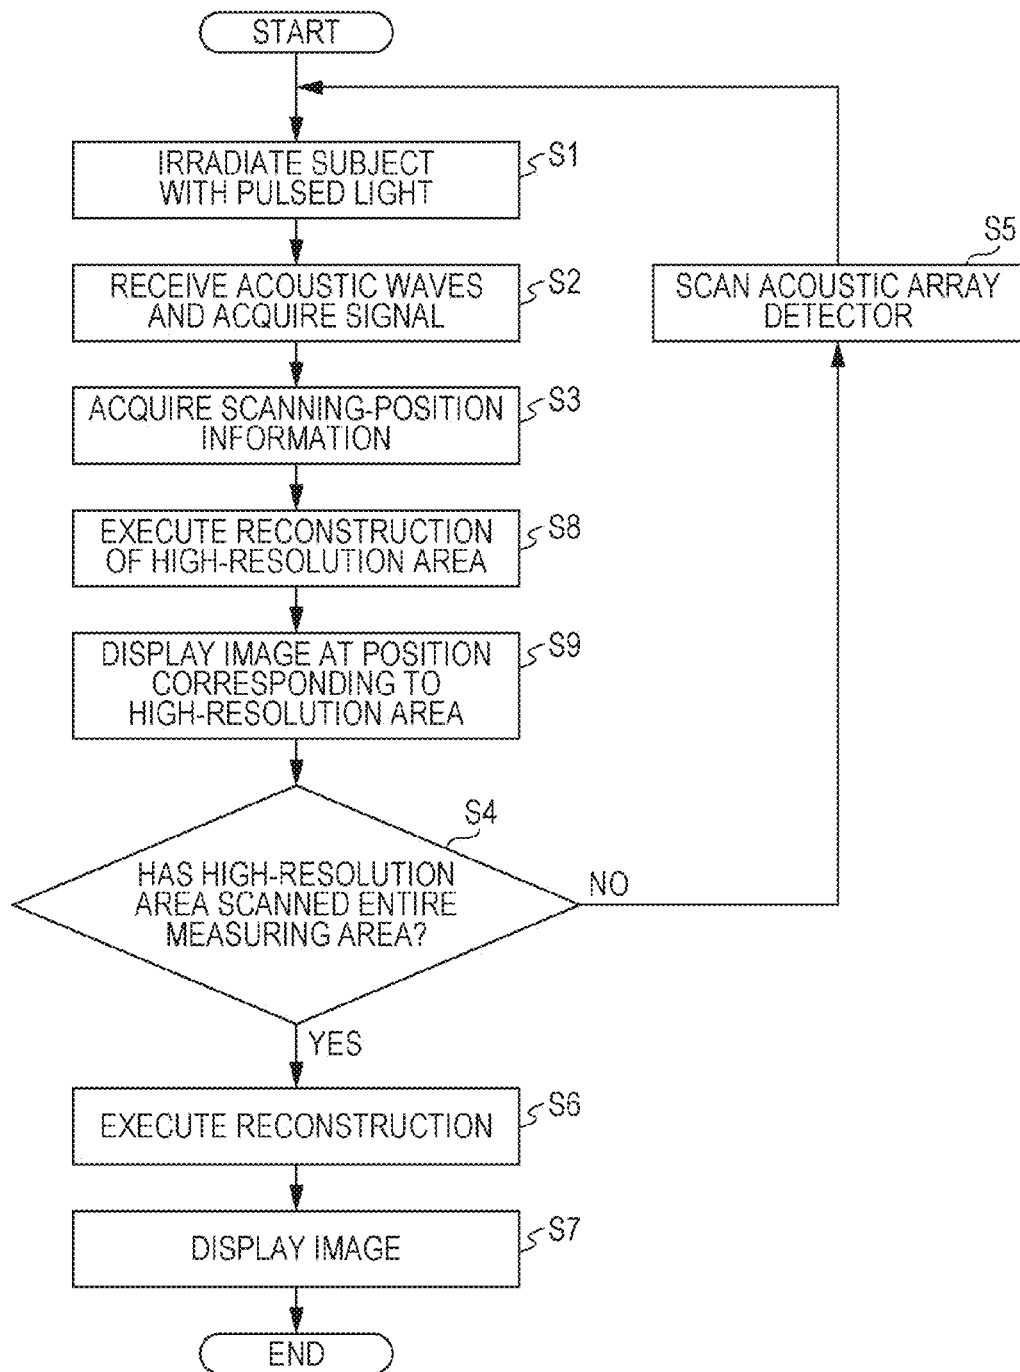 START
IRRADIATE SUBJECT
WITH PULSED LIGHT
S1
RECEIVE ACOUSTIC WAVES
AND ACQUIRE SIGNAL
S2
SCAN ACOUSTIC ARRAY
DETECTOR
S5
ACQUIRE SCANNING-POSITION
INFORMATION
S3
EXECUTE RECONSTRUCTION
OF HIGH-RESOLUTION AREA
S8
DISPLAY IMAGE AT POSITION
CORRESPONDING TO
HIGH-RESOLUTION AREA
S9
HAS HIGH-RESOLUTION
AREA SCANNED ENTIRE
MEASURING AREA?
S4
NO
YES
EXECUTE RECONSTRUCTION
S6
DISPLAY IMAGE
S7
END